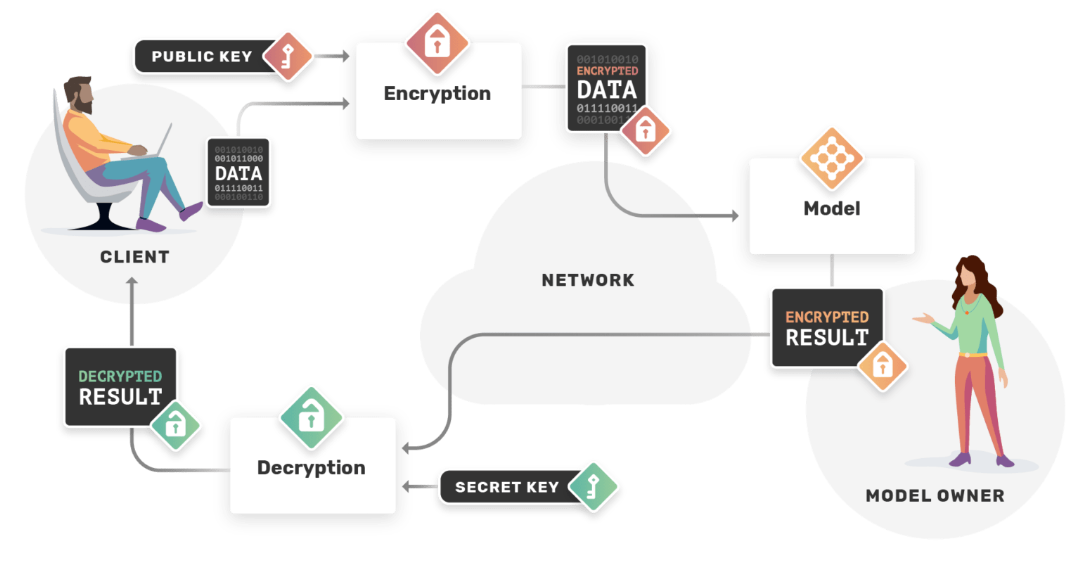 PUBLIC KEY
Encryption
001010010
ENCRYPTED
DATA
011110011
001010010
001011000
DATA
011110011
000100110
Model
CLIENT
NETWORK
ENCRYPTED
RESULT
DECRYPTED
RESULT
Decryption
SECRET KEY
MODEL OWNER